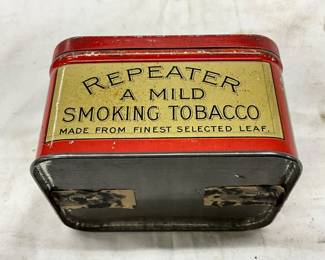 REPEATER
A MILD
SMOKING TOBACCO
MADE FROM FINEST SELECTED LEAF.